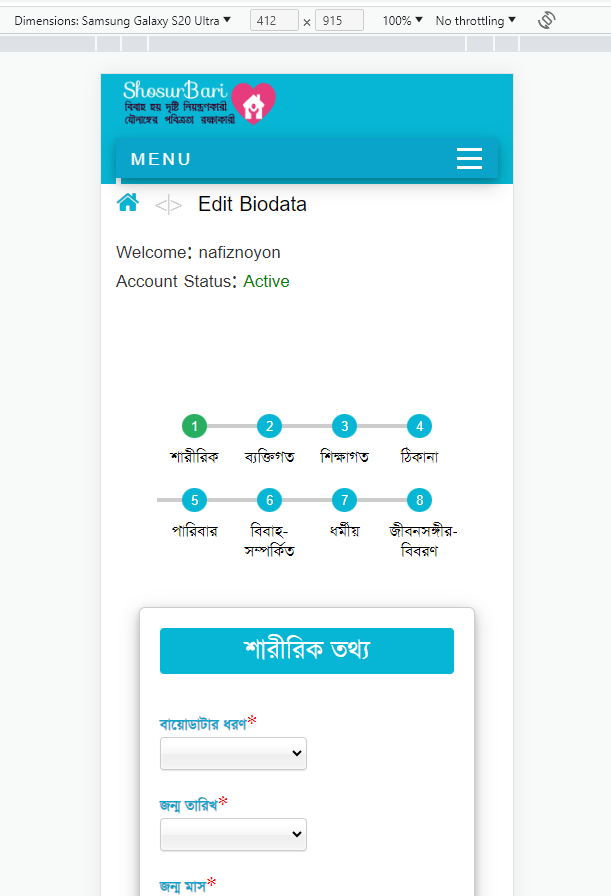 Dimensions: Samsung Galaxy S20 Ultra ▼ 412 x 915 100% ▼ No throttling ▼
ShosurBari
বিবাহ হয় দৃষ্টি নিয়ন্ত্রণকারী
যৌনাঙ্গের পবিত্রতা রক্ষাকারী
MENU
Edit Biodata
Welcome: nafiznoyon
Account Status: Active
1 2 3 4
শারীরিক ব্যক্তিগত শিক্ষাগত ঠিকানা
5 6 7 8
পারিবার বিবাহ- ধর্মীয় জীবনসঙ্গীর-
সম্পর্কিত বিবরণ
শারীরিক তথ্য
বায়োডাটার ধরণ*
জন্ম তারিখ*
জন্ম মাস*